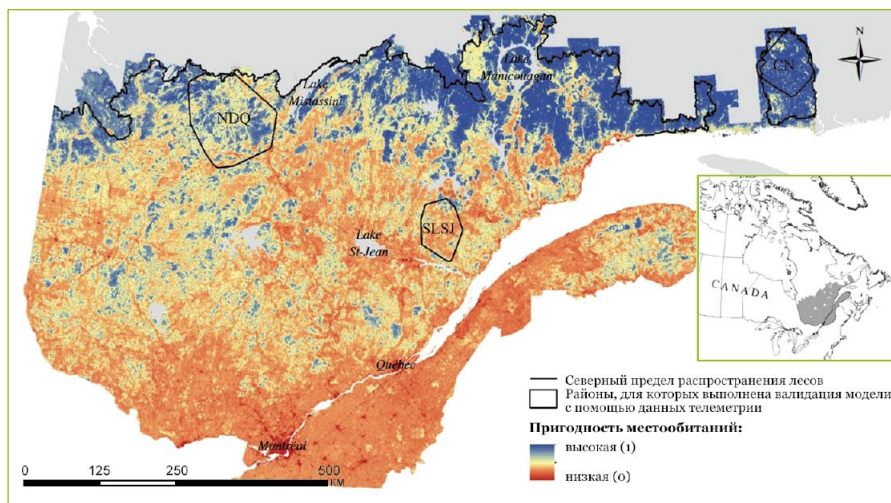 N
CN
Lake
Manicouagan
Lake
Mistassini
NDQ
SLSJ
Lake
St-Jean
CANADA
Québec
Montréal
Северный предел распространения лесов
Районы, для которых выполнена валидация модели
с помощью данных телеметрии
Пригодность местообитаний:
высокая (1)
низкая (0)
0 125 250 500
КМ